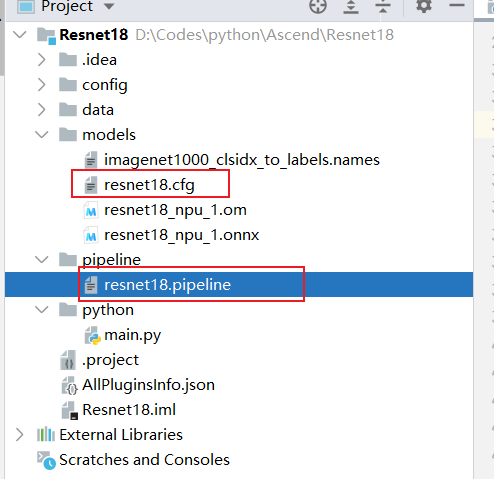 Project
Resnet18 D:\Codes\python\Ascend\Resnet18
.idea
config
data
models
imagenet1000_clsidx_to_labels.names
resnet18.cfg
resnet18_npu_1.om
resnet18_npu_1.onnx
pipeline
resnet18.pipeline
python
main.py
.project
AllPluginsInfo.json
Resnet18.iml
External Libraries
Scratches and Consoles